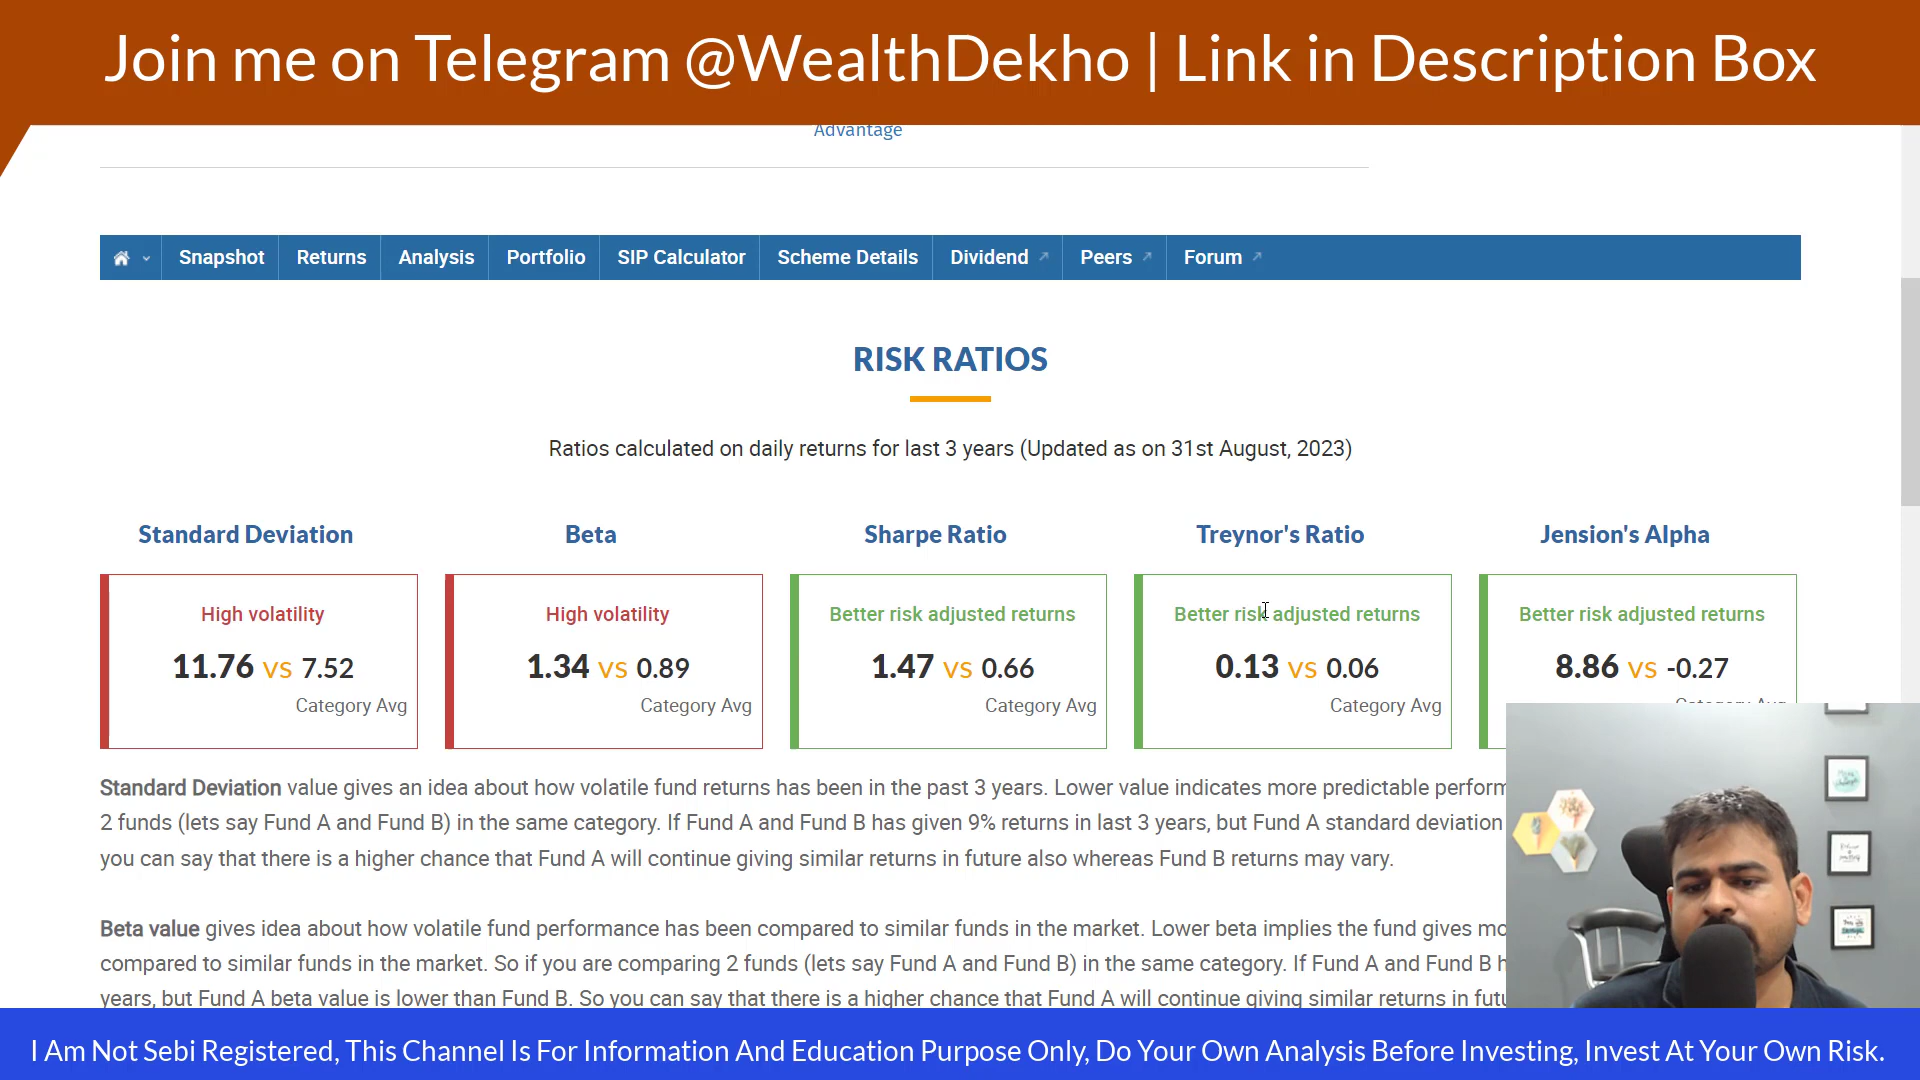 Join me on Telegram @WealthDekho | Link in Description Box
Advantage
Snapshot Returns Analysis Portfolio SIP Calculator Scheme Details Dividend Peers Forum
RISK RATIOS
Ratios calculated on daily returns for last 3 years (Updated as on 31st August, 2023)
Standard Deviation Beta Sharpe Ratio Treynor's Ratio Jension's Alpha
High volatility High volatility Better risk adjusted returns Better risk adjusted returns Better risk adjusted returns
11.76 vs 7.52 1.34 vs 0.89 1.47 vs 0.66 0.13 vs 0.06 8.86 vs -0.27
Category Avg Category Avg Category Avg Category Avg
Standard Deviation value gives an idea about how volatile fund returns has been in the past 3 years. Lower value indicates more predictable
2 funds (lets say Fund A and Fund B) in the same category. If Fund A and Fund B has given 9% returns in last 3 years, but Fund A standard deviation
you can say that there is a higher chance that Fund A will continue giving similar returns in future also whereas Fund B returns may vary.
Beta value gives idea about how volatile fund performance has been compared to similar funds in the market. Lower beta implies the fund gives
compared to similar funds in the market. So if you are comparing 2 funds (lets say Fund A and Fund B) in the same category. If Fund A and Fund B
years, but Fund A beta value is lower than Fund B. So you can say that there is a higher chance that Fund A will continue giving similar returns in
I Am Not Sebi Registered, This Channel Is For Information And Education Purpose Only, Do Your Own Analysis Before Investing, Invest At Your Own Risk.